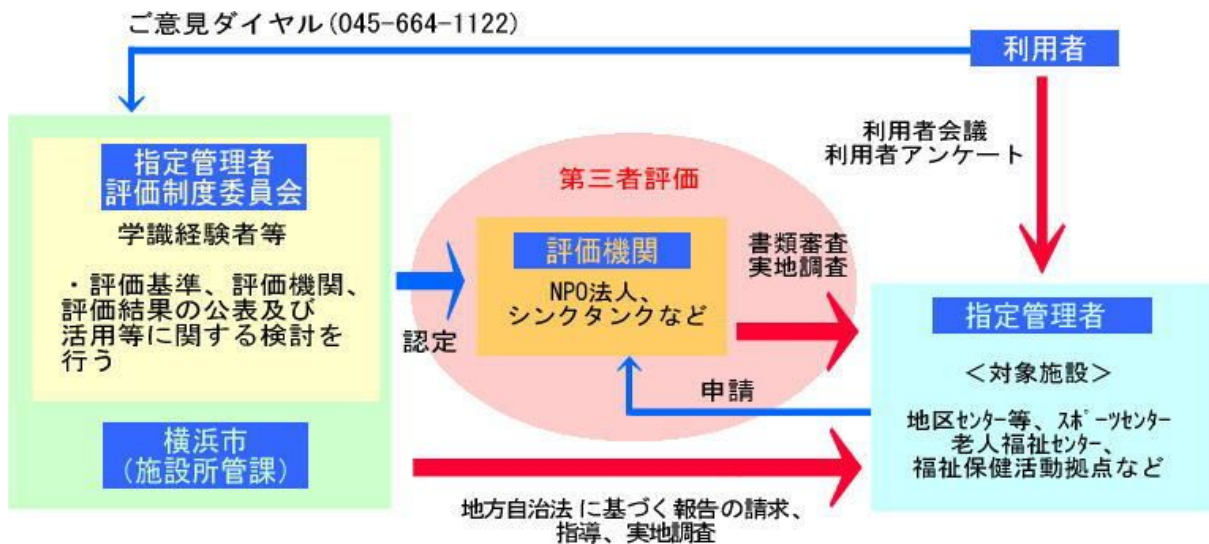 ご意見ダイヤル(045-664-1122)
利用者
利用者会議
利用者アンケート
指定管理者
評価制度委員会
学識経験者等
・評価基準、評価機関、
評価結果の公表及び
活用等に関する検討を
行う
横浜市
(施設所管課)
認定
第三者評価
評価機関
NPO法人、
シンクタンクなど
書類審査
実地調査
申請
指定管理者
＜対象施設＞
地区ｾﾝﾀｰ等、ｽﾎﾟｰﾂｾﾝﾀｰ
老人福祉ｾﾝﾀｰ、
福祉保健活動拠点など
地方自治法に基づく報告の請求、
指導、実地調査